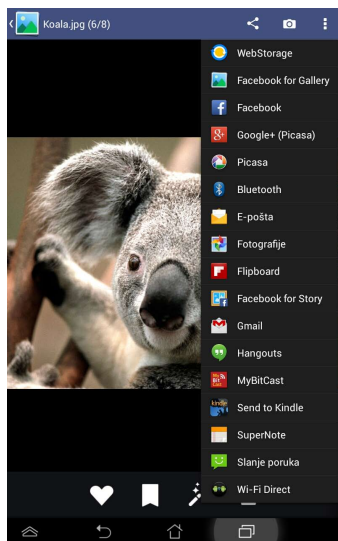 Koala.jpg (6/8)
WebStorage
Facebook for Gallery
Facebook
Google+ (Picasa)
Picasa
Bluetooth
E-pošta
Fotografije
Flipboard
Facebook for Story
Gmail
Hangouts
MyBitCast
Send to Kindle
SuperNote
Slanje poruka
Wi-Fi Direct